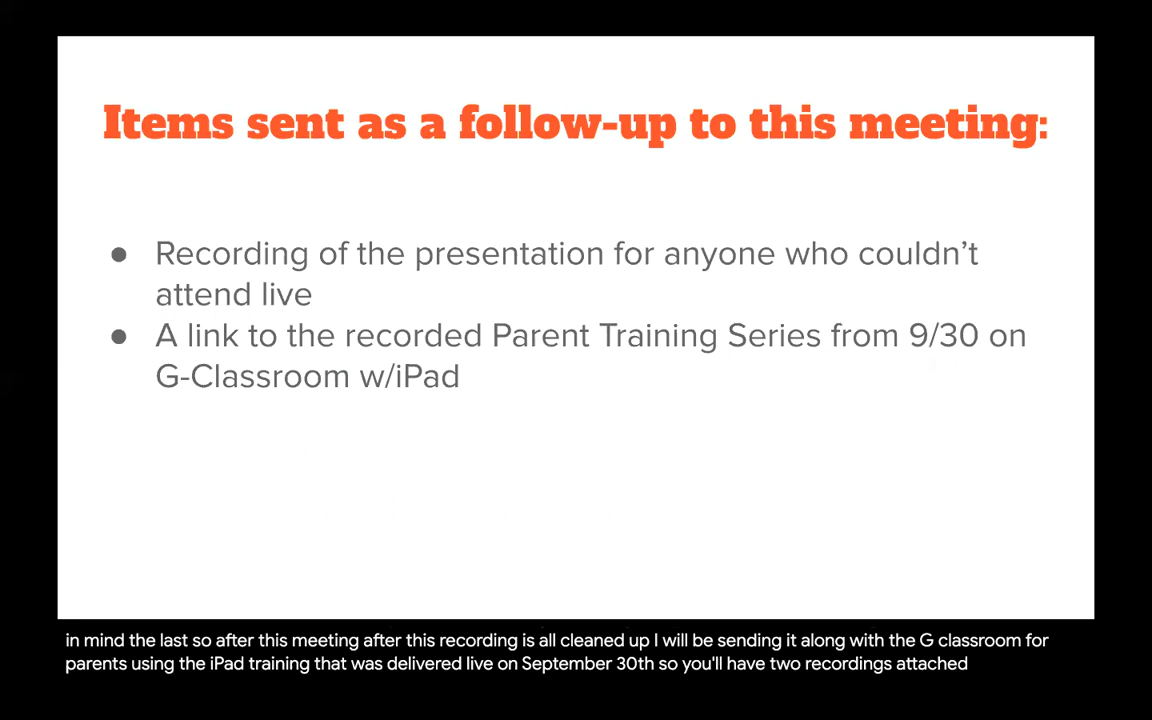 Items sent as a follow-up to this meeting:
● Recording of the presentation for anyone who couldn’t
attend live
● A link to the recorded Parent Training Series from 9/30 on
G-Classroom w/iPad
in mind the last so after this meeting after this recording is all cleaned up I will be sending it along with the G classroom for
parents using the iPad training that was delivered live on September 30th so you'll have two recordings attached